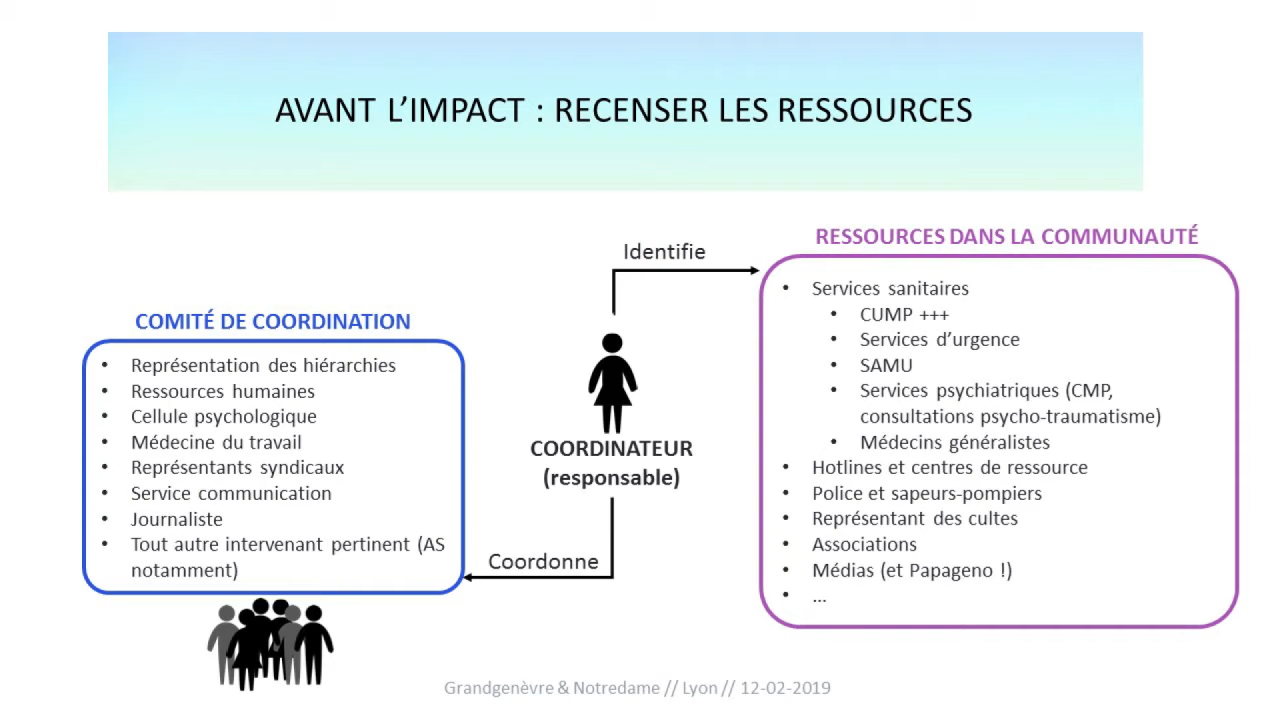 AVANT L'IMPACT : RECENSER LES RESSOURCES
COMITÉ DE COORDINATION
• Représentation des hiérarchies
• Ressources humaines
• Cellule psychologique
• Médecine du travail
• Représentants syndicaux
• Service communication
• Journaliste
• Tout autre intervenant pertinent (AS
notamment)
Identifie
COORDINATEUR
(responsable)
Coordonne
RESSOURCES DANS LA COMMUNAUTÉ
• Services sanitaires
• CUMP +++
• Services d'urgence
• SAMU
• Services psychiatriques (CMP,
consultations psycho-traumatisme)
• Médecins généralistes
• Hotlines et centres de ressource
• Police et sapeurs-pompiers
• Représentant des cultes
• Associations
• Médias (et Papageno !)
• ...
Grandgenèvre & Notredame // Lyon // 12-02-2019